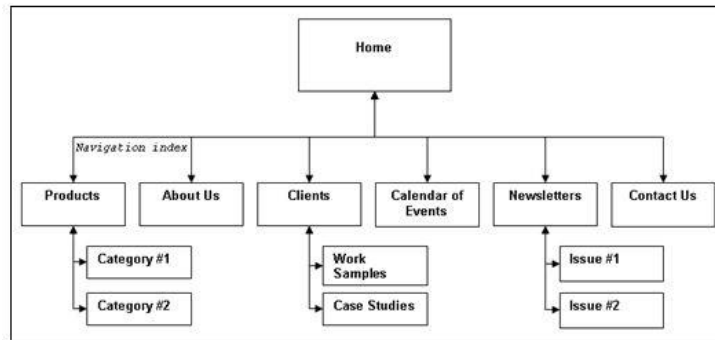 Home
Navigation index
Products
About Us
Clients
Calendar of
Events
Newsletters
Contact Us
Category #1
Category #2
Work
Samples
Case Studies
Issue #1
Issue #2